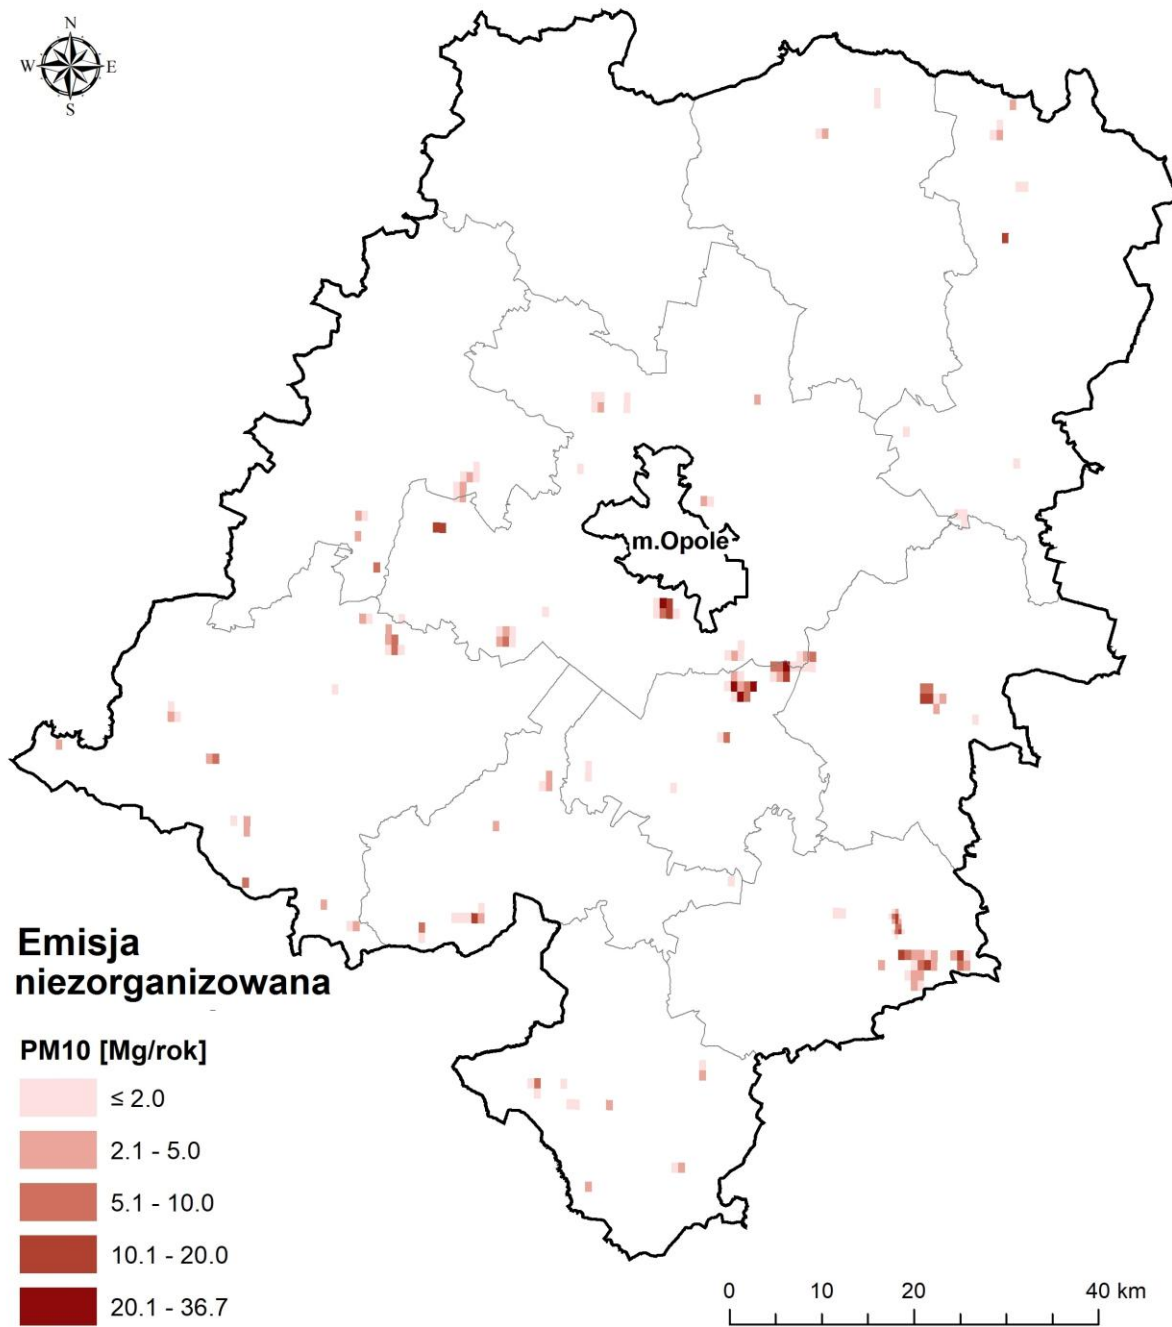 N
W E
S
m.Opole
Emisja
niezorganizowana
PM10 [Mg/rok]
≤ 2.0
2.1 - 5.0
5.1 - 10.0
10.1 - 20.0
20.1 - 36.7
0 10 20 40 km